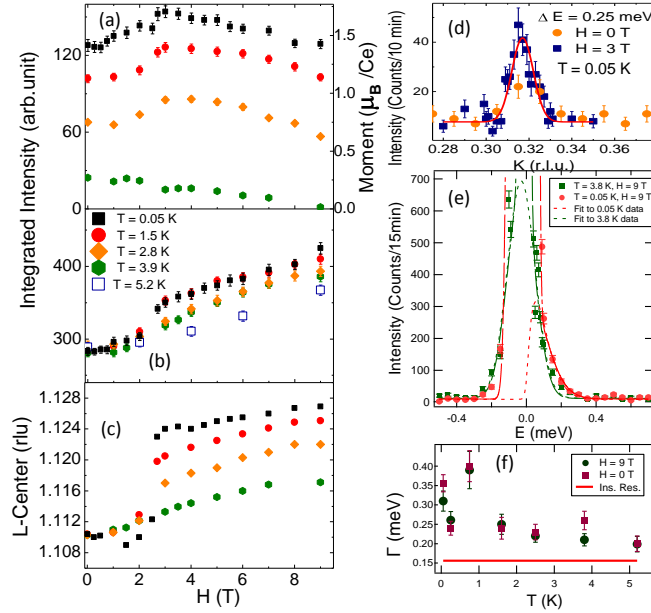 (a)
120
60
0
Integrated Intensity (arb.unit)
1.5
1.0
0.5
0.0
Moment (μB /Ce)
T = 0.05 K
T = 1.5 K
T = 2.8 K
T = 3.9 K
T = 5.2 K
400
300
(b)
(c)
1.128
1.124
1.120
1.116
1.112
1.108
L-Center (rlu)
0 2 4 6 8
H (T)
(d)
Δ E = 0.25 meV
H = 0 T
H = 3 T
T = 0.05 K
80
60
40
20
Intensity (Counts/10 min)
0.28 0.30 0.32 0.34 0.36
K (r.l.u.)
(e)
T = 3.8 K, H = 9 T
T = 0.05 K, H = 9 T
Fit to 0.05 K data
Fit to 3.8 K data
700
600
500
400
300
200
100
0
Intensity (Counts/15min)
-0.4 0.0 0.4
E (meV)
(f)
H = 9 T
H = 0 T
Ins. Res.
0.40
0.30
0.20
0.15
Γ (meV)
0 1 2 3 4 5
T (K)